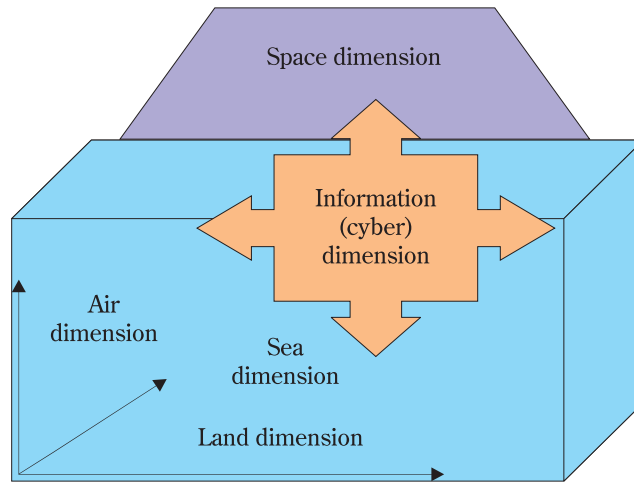 Space dimension
Information
(cyber)
dimension
Air
dimension
Sea
dimension
Land dimension